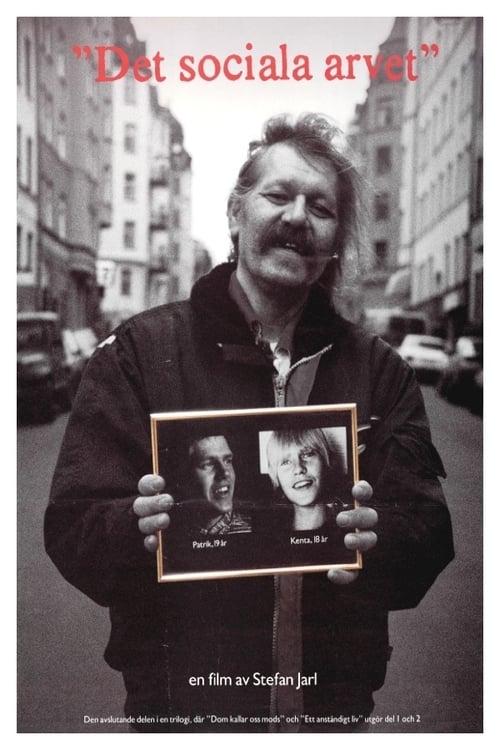 "Det sociala arvet"
Patrik, 19 år
Kenta, 18 år
en film av Stefan Jarl
Den avslutande delen i en trilogi, där "Dom kallar oss mods" och "Ett anständigt liv" utgör del 1 och 2